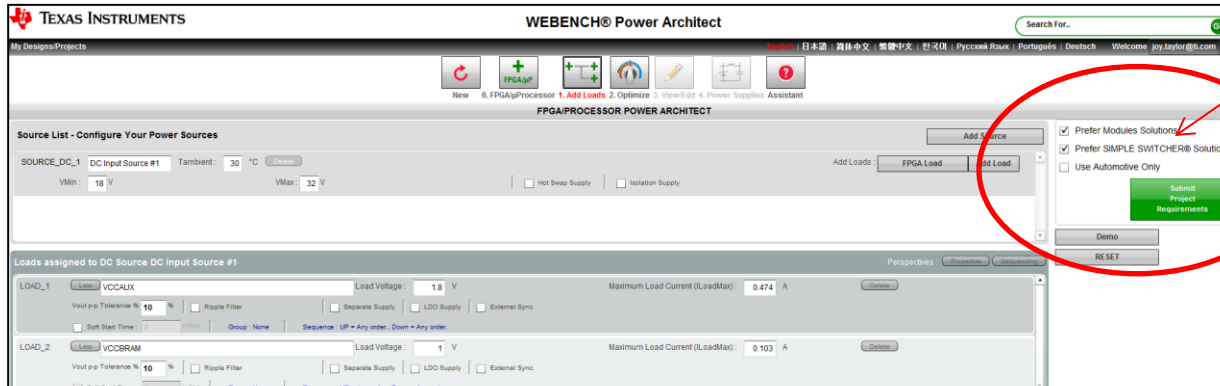 TEXAS INSTRUMENTS
WEBENCH® Power Architect
Search For..
My Designs/Projects
English | 日本語 | 简体中文 | 繁體中文 | 한국어 | Русский Язык | Português | Deutsch Welcome joy.taylor@ti.com
FPGA/µP
New 0. FPGA/µProcessor 1. Add Loads 2. Optimize 3. View/Edit 4. Power Supplies Assistant
FPGA/PROCESSOR POWER ARCHITECT
Source List - Configure Your Power Sources Add Source
SOURCE_DC_1 DC Input Source #1 Tambient: 30 °C Delete Add Loads : FPGA Load Add Load
VMin : 18 V VMax : 32 V Hot Swap Supply Isolation Supply
Prefer Modules Solutions
Prefer SIMPLE SWITCHER® Solutio
Use Automotive Only
Submit
Project
Requirements
Demo
RESET
Loads assigned to DC Source DC Input Source #1 Perspectives : Properties Sequencing
LOAD_1 Less VCCAUX Load Voltage : 1.8 V Maximum Load Current (ILoadMax) : 0.474 A Delete
Vout p-p Tolerance % 10 % Ripple Filter Separate Supply LDO Supply External Sync
Soft Start Time : Group : None Sequence : UP = Any order., Down = Any order.
LOAD_2 Less VCCBRAM Load Voltage : 1 V Maximum Load Current (ILoadMax) : 0.103 A Delete
Vout p-p Tolerance % 10 % Ripple Filter Separate Supply LDO Supply External Sync